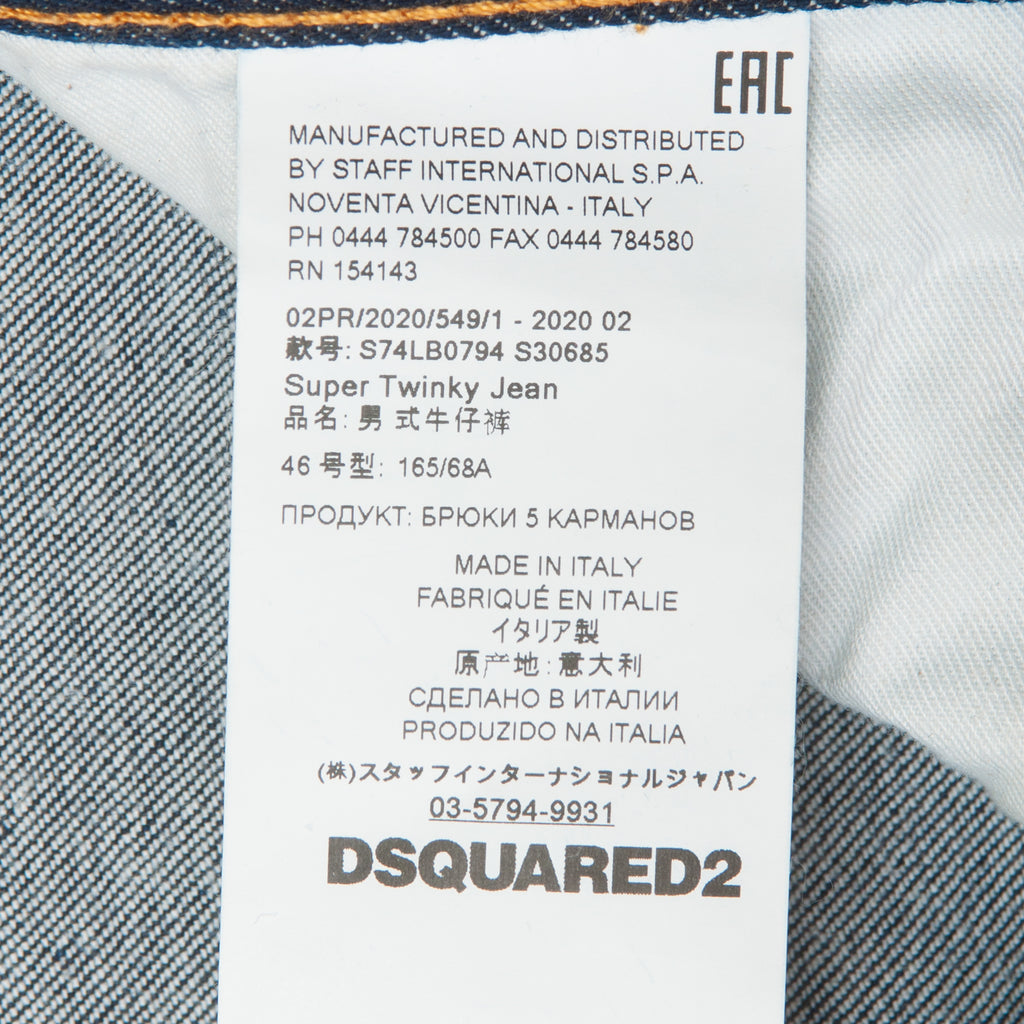 EAC
MANUFACTURED AND DISTRIBUTED
BY STAFF INTERNATIONAL S.P.A.
NOVENTA VICENTINA - ITALY
PH 0444 784500 FAX 0444 784580
RN 154143
02PR/2020/549/1 - 2020 02
款号: S74LB0794 S30685
Super Twinky Jean
品名: 男 式牛仔裤
46 号型: 165/68A
ПРОДУКТ: БРЮКИ 5 КАРМАНОВ
MADE IN ITALY
FABRIQUÉ EN ITALIE
イタリア製
原产地: 意大利
СДЕЛАНО В ИТАЛИИ
PRODUZIDO NA ITALIA
(株)スタッフインターナショナルジャパン
03-5794-9931
DSQUARED2